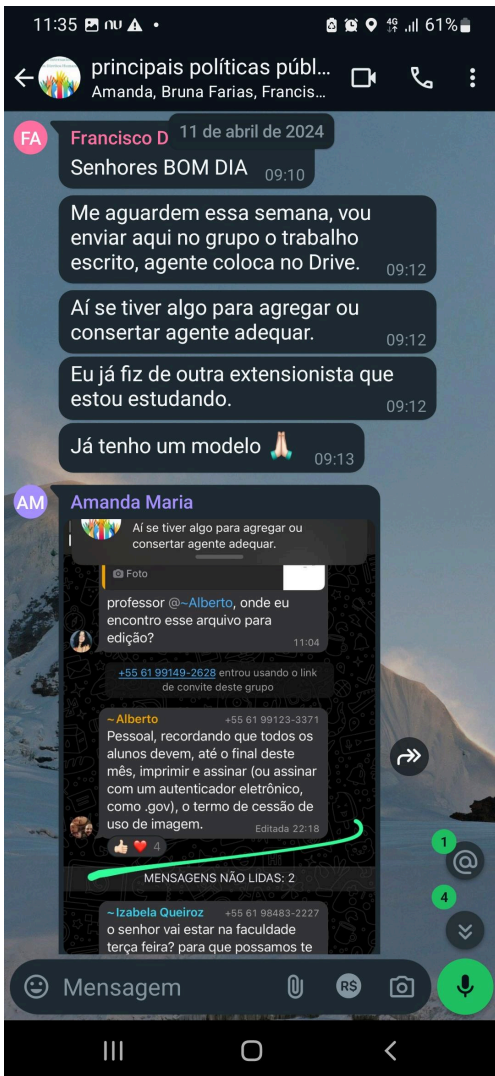 11:35
4G
61%
principais políticas públ...
Amanda, Bruna Farias, Francis...
11 de abril de 2024
FA
Francisco D
Senhores BOM DIA
09:10
Me aguardem essa semana, vou
enviar aqui no grupo o trabalho
escrito, agente coloca no Drive.
09:12
Aí se tiver algo para agregar ou
consertar agente adequar.
09:12
Eu já fiz de outra extensionista que
estou estudando.
09:12
Já tenho um modelo 🙏🏻
09:13
AM
Amanda Maria
Aí se tiver algo para agregar ou
consertar agente adequar.
Foto
professor @~Alberto, onde eu
encontro esse arquivo para
edição?
11:04
+55 61 99149-2628 entrou usando o link
de convite deste grupo
~Alberto +55 61 99123-3371
Pessoal, recordando que todos os
alunos devem, até o final deste
mês, imprimir e assinar (ou assinar
com um autenticador eletrônico,
como .gov), o termo de cessão de
uso de imagem.
Editada 22:18
👍🏻 ❤️ 4
MENSAGENS NÃO LIDAS: 2
~Izabela Queiroz +55 61 98483-2227
o senhor vai estar na faculdade
terça feira? para que possamos te
1
@
4
Mensagem
R$